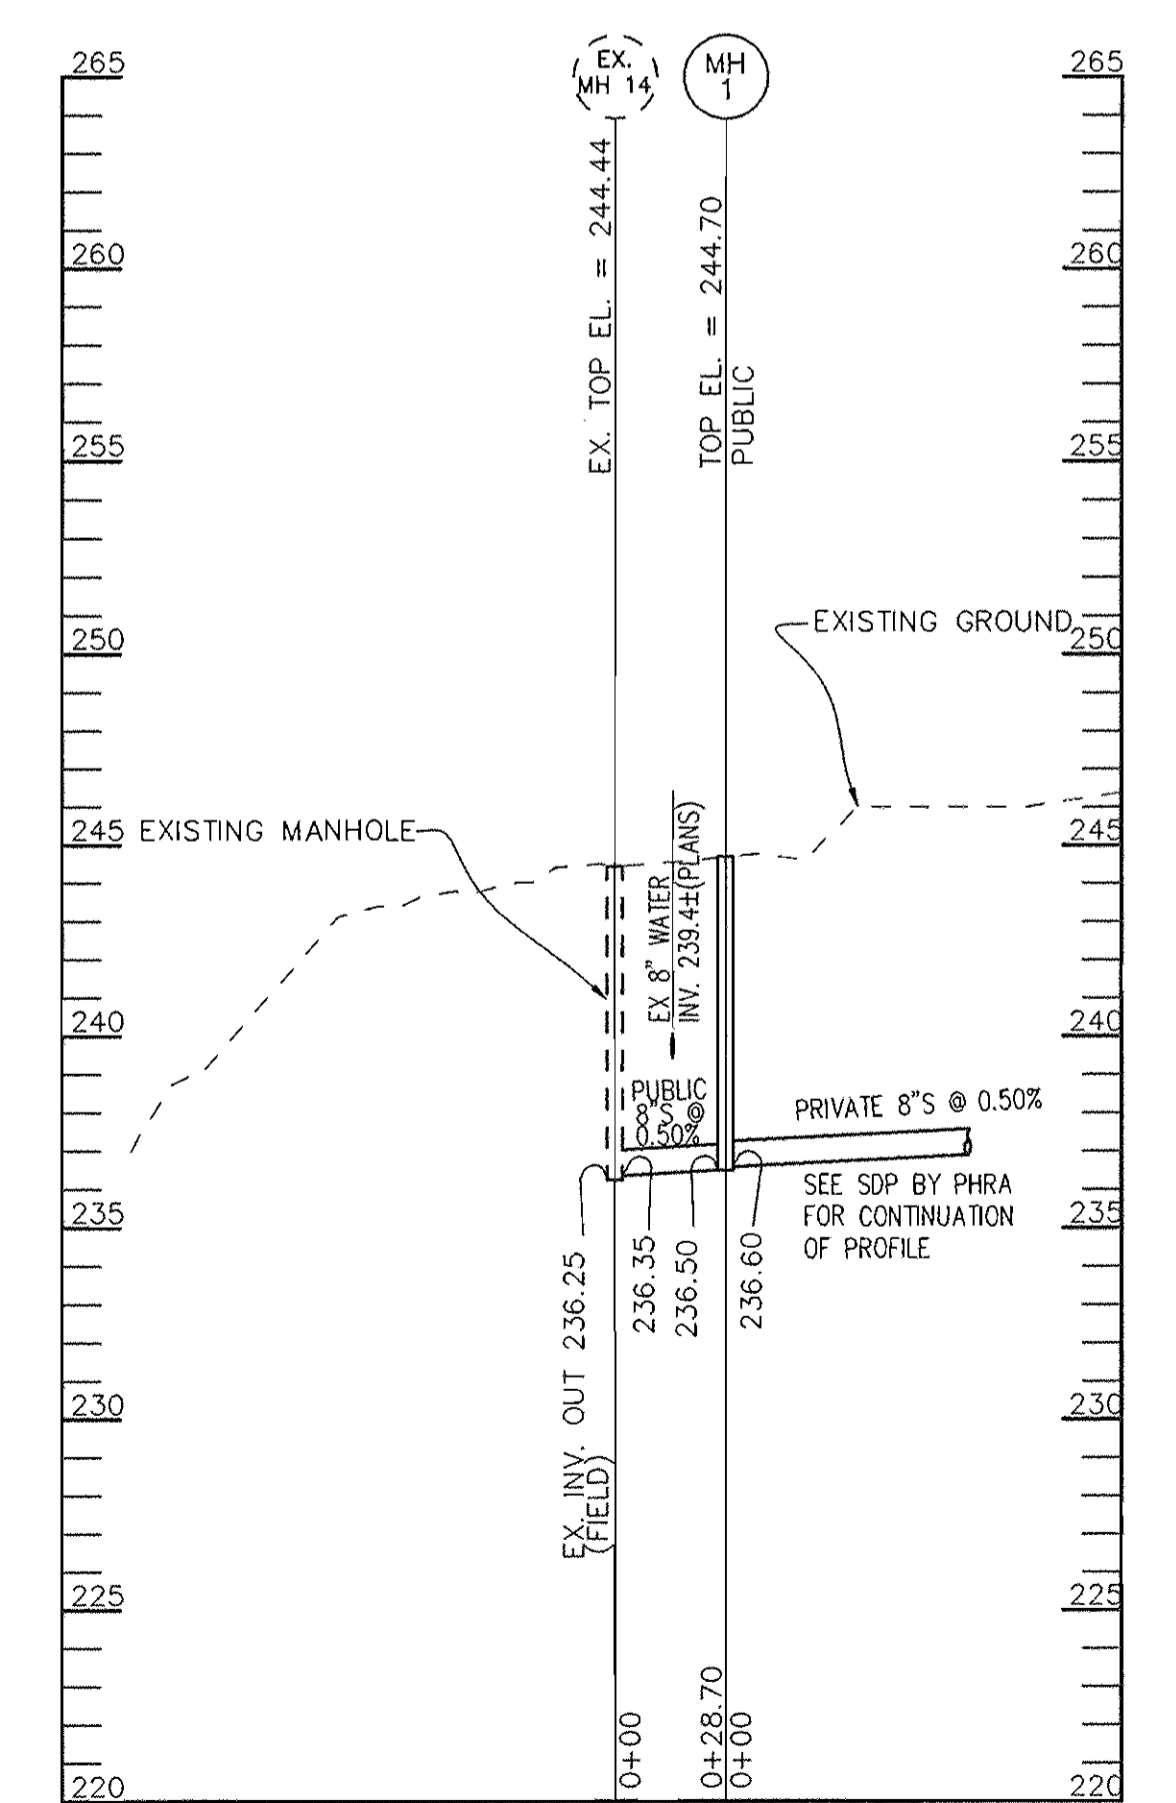 EX.
MH 14
MH
1
265
265
260
260
255
255
250
250
245
245
240
240
235
235
230
230
225
225
220
220
EX. TOP EL. = 244.44
TOP EL. = 244.70
PUBLIC
EXISTING GROUND
EXISTING MANHOLE
EX 8" WATER
INV. 239.4±(PLANS)
PUBLIC
8"S @
0.50%
PRIVATE 8"S @ 0.50%
SEE SDP BY PHRA
FOR CONTINUATION
OF PROFILE
EX. INV. OUT 236.25
(FIELD)
236.35
236.50
236.60
0+00
0+28.70
0+00